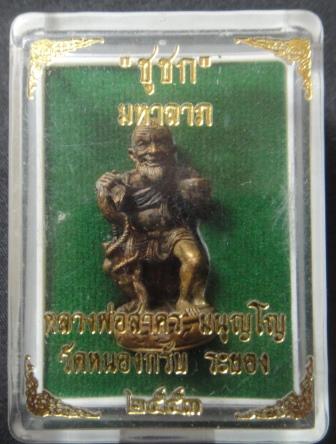 "ชูชก"
มหาลาภ
หลวงพ่อสาคร มนุญโญ
วัดหนองกรับ ระยอง
๒๕๕๓